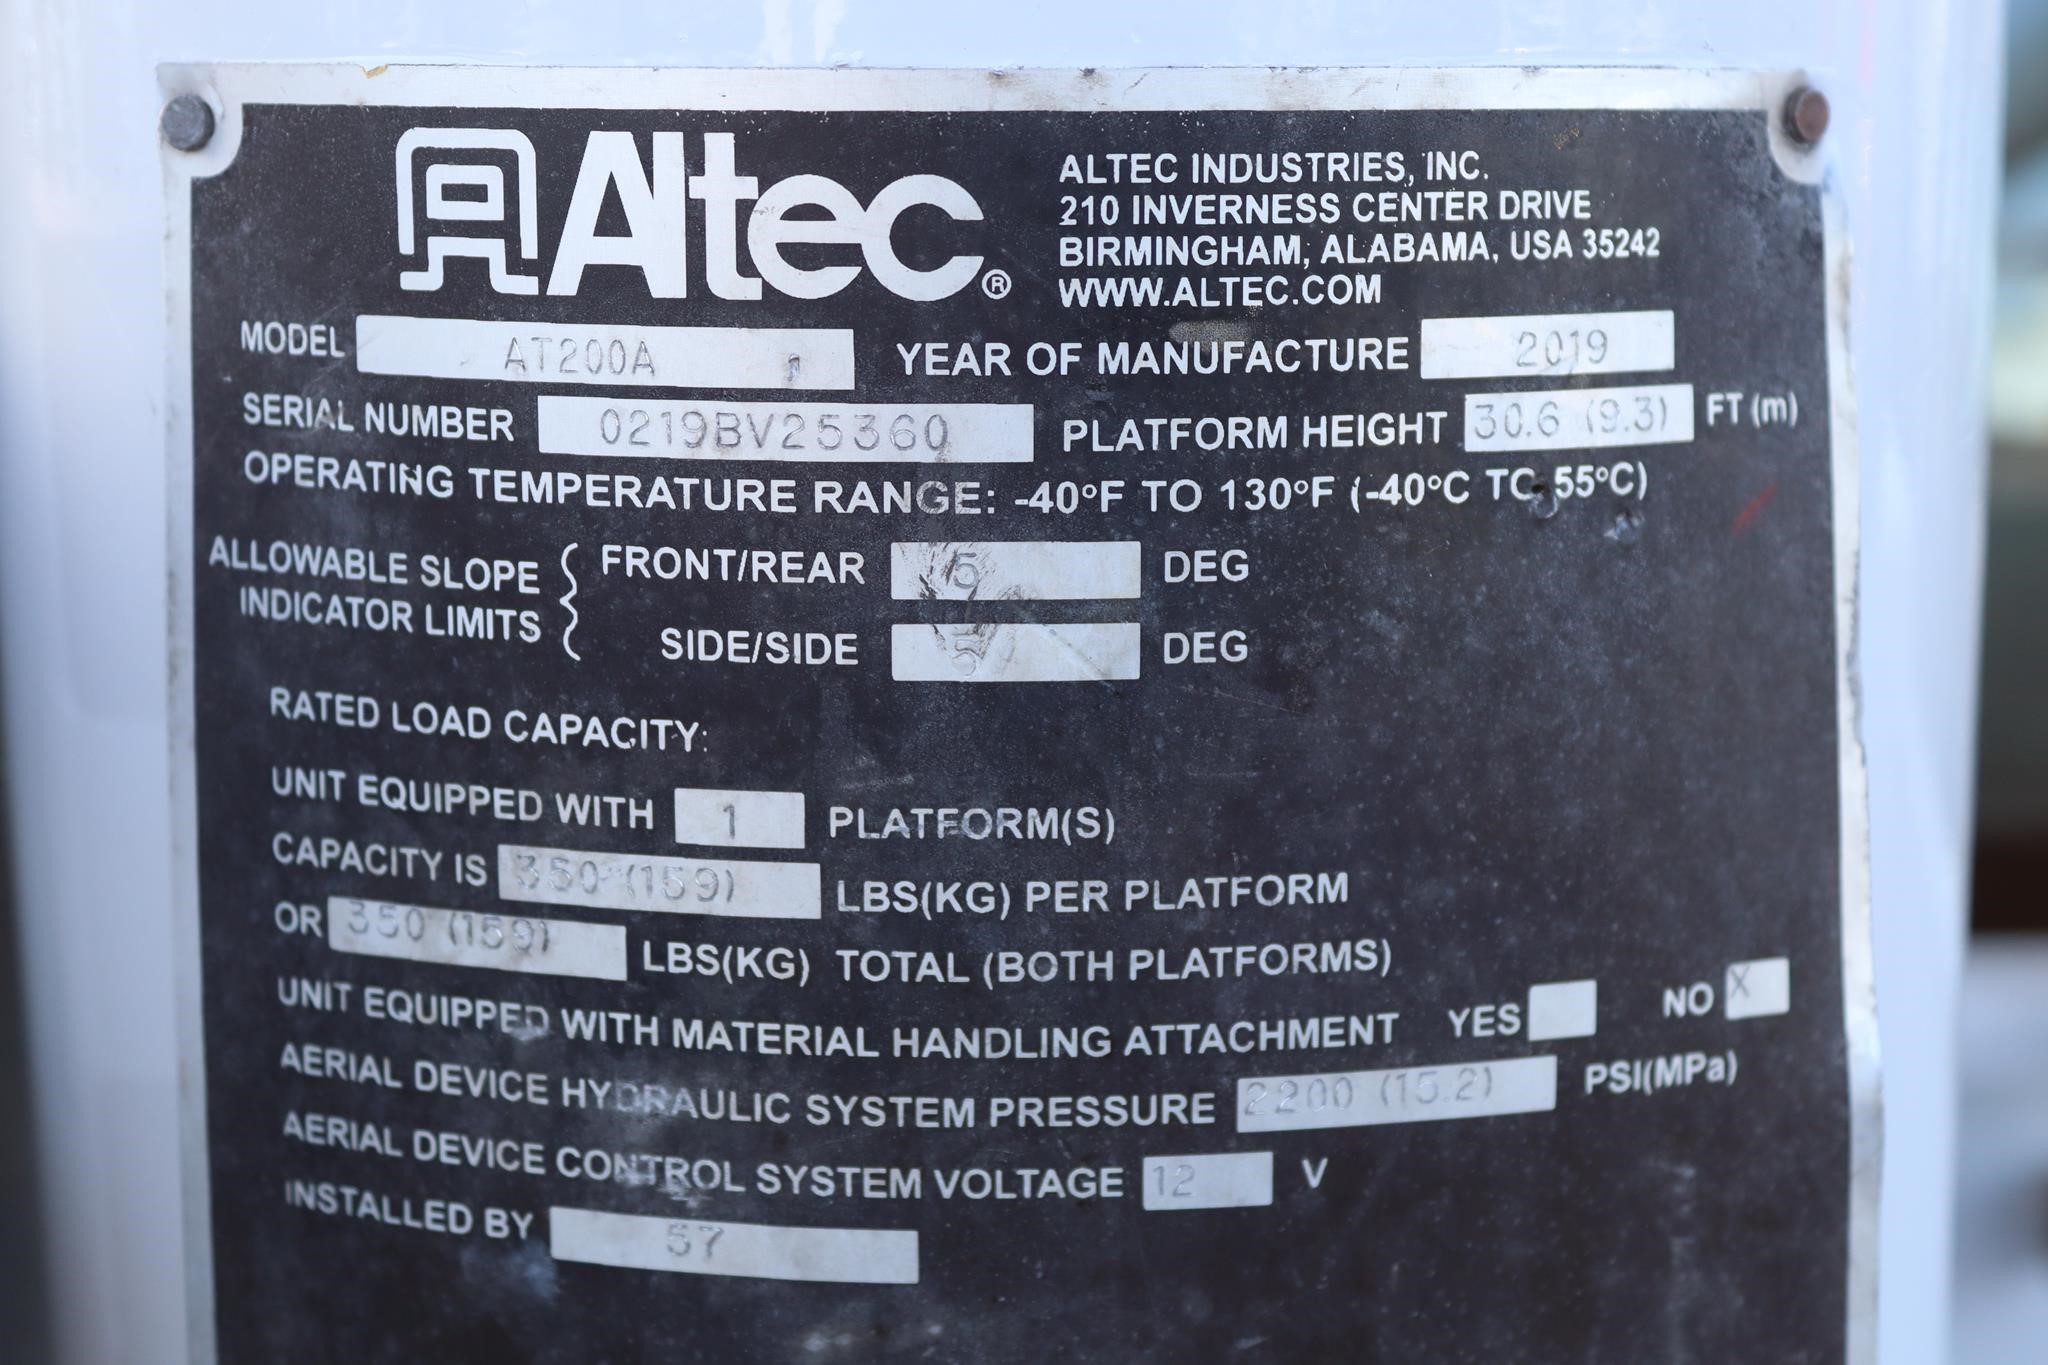 Altec®
ALTEC INDUSTRIES, INC.
210 INVERNESS CENTER DRIVE
BIRMINGHAM, ALABAMA, USA 35242
WWW.ALTEC.COM
MODEL AT200A 1 YEAR OF MANUFACTURE 2019
SERIAL NUMBER 0219BV25360 PLATFORM HEIGHT 30.6 (9.3) FT (m)
OPERATING TEMPERATURE RANGE: -40°F TO 130°F (-40°C TO 55°C)
ALLOWABLE SLOPE INDICATOR LIMITS { FRONT/REAR 5 DEG
SIDE/SIDE 5 DEG
RATED LOAD CAPACITY:
UNIT EQUIPPED WITH 1 PLATFORM(S)
CAPACITY IS 350 (159) LBS(KG) PER PLATFORM
OR 350 (159) LBS(KG) TOTAL (BOTH PLATFORMS)
UNIT EQUIPPED WITH MATERIAL HANDLING ATTACHMENT YES NO X
AERIAL DEVICE HYDRAULIC SYSTEM PRESSURE 2200 (15.2) PSI(MPa)
AERIAL DEVICE CONTROL SYSTEM VOLTAGE 12 V
INSTALLED BY 57